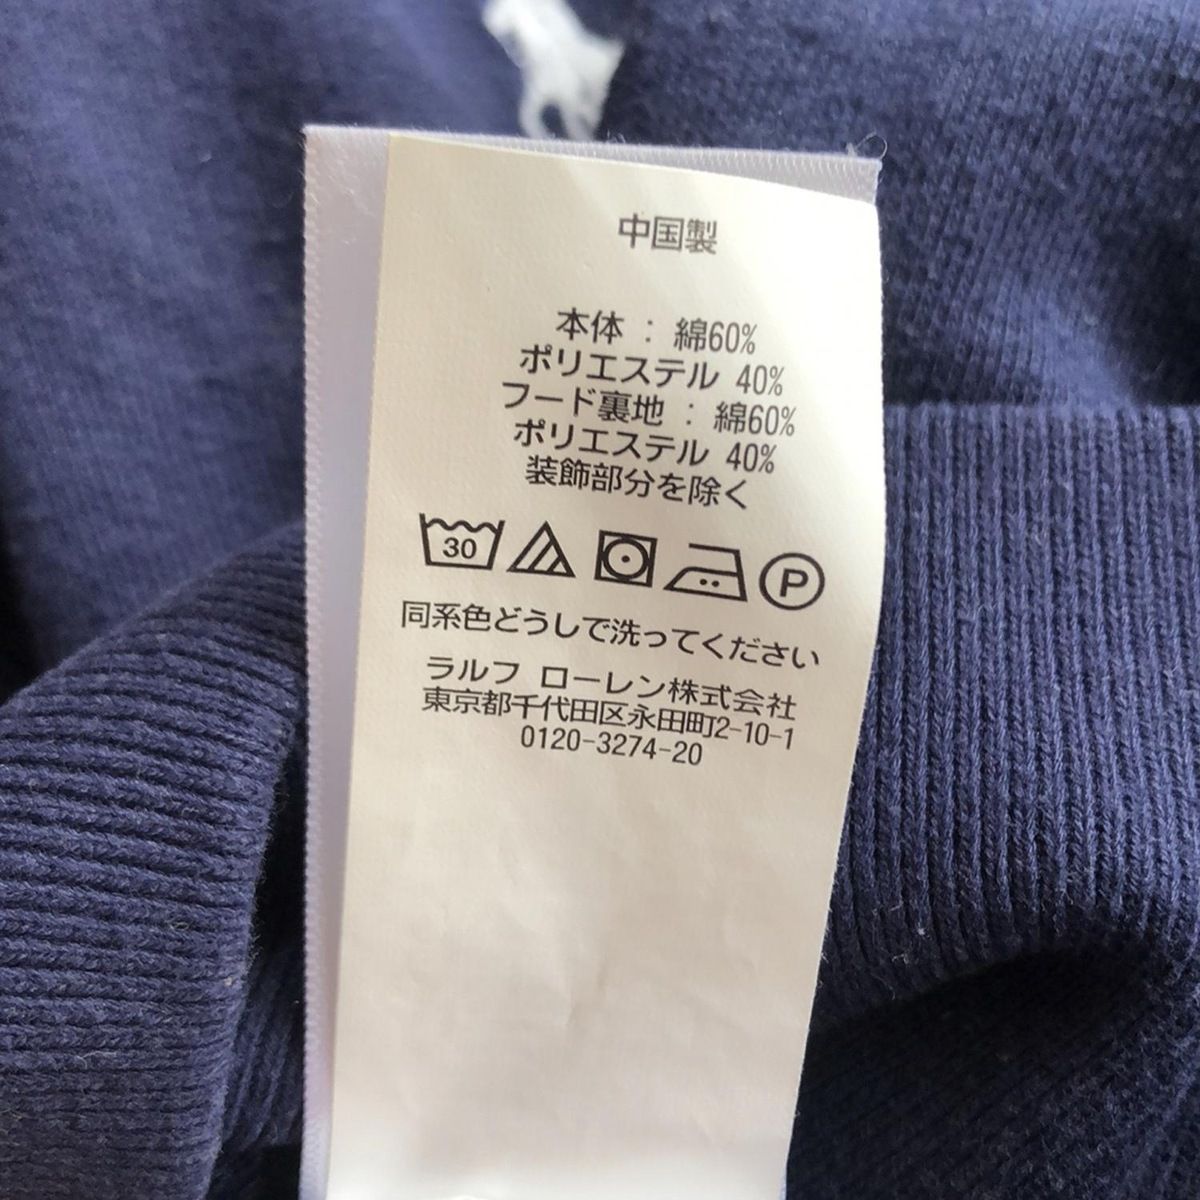 中国製
本体 : 綿60%
ポリエステル 40%
フード裏地 : 綿60%
ポリエステル 40%
装飾部分を除く
30 P
同系色どうしで洗ってください
ラルフ ローレン株式会社
東京都千代田区永田町2-10-1
0120-3274-20